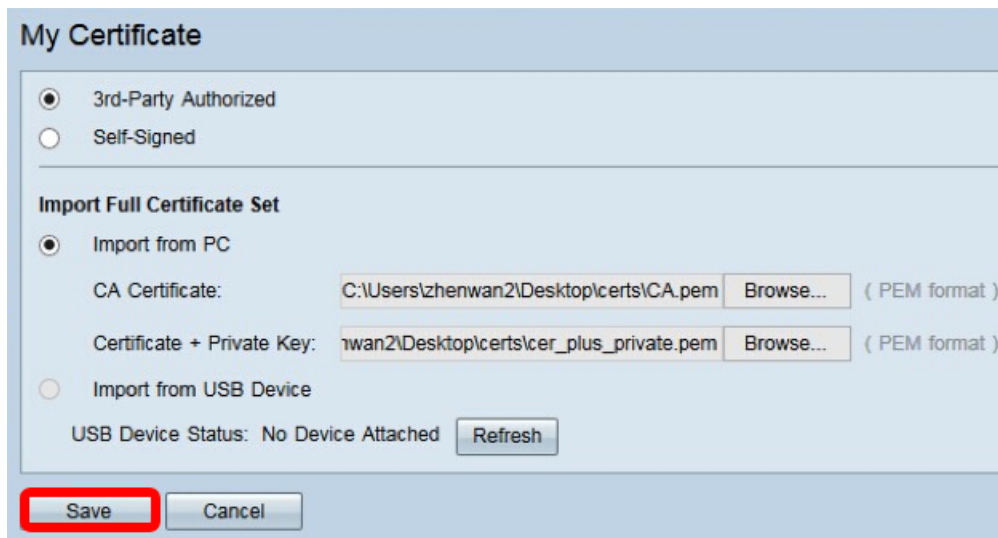 My Certificate
3rd-Party Authorized
Self-Signed
Import Full Certificate Set
Import from PC
CA Certificate: C:\Users\zhenwan2\Desktop\certs\CA.pem Browse... ( PEM format )
Certificate + Private Key: \Desktop\certs\cer_plus_private.pem Browse... ( PEM format )
Import from USB Device
USB Device Status: No Device Attached Refresh
Save Cancel